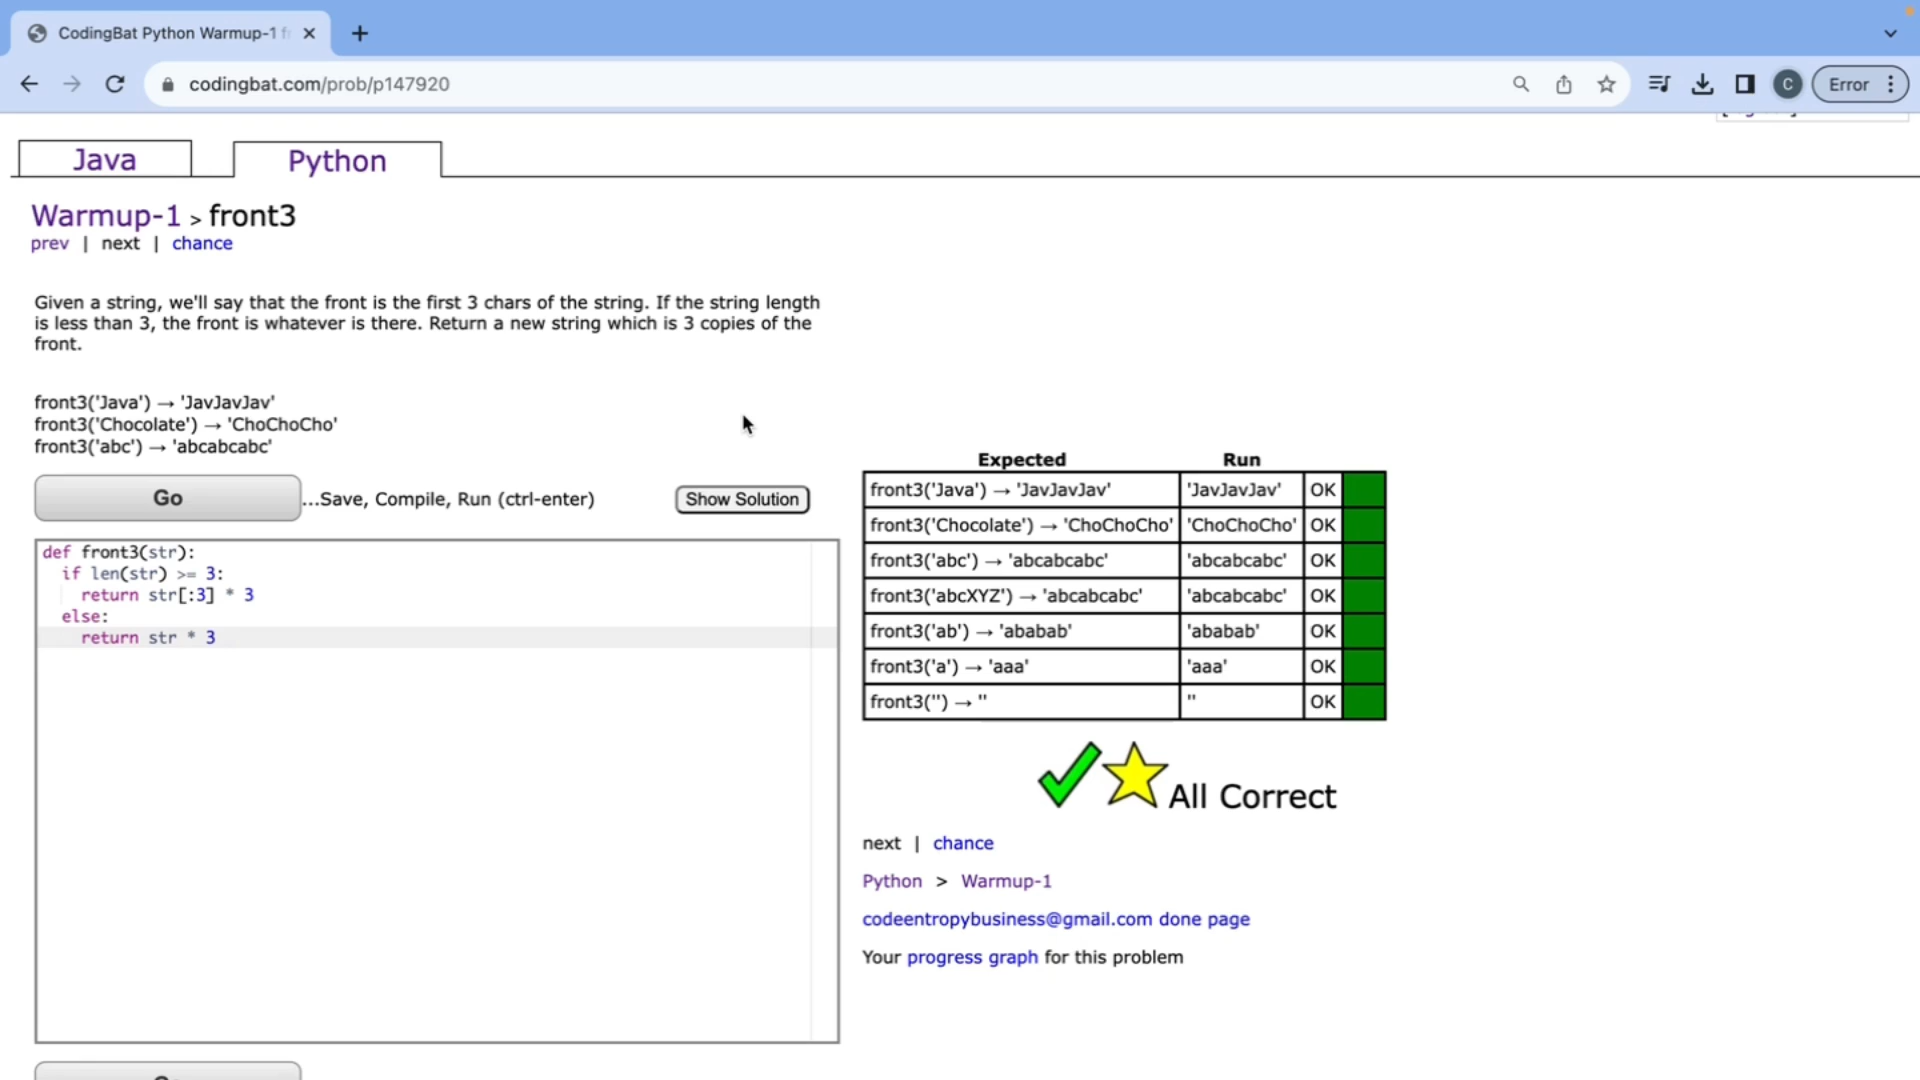 CodingBat Python Warmup-1
codingbat.com/prob/p147920
C
Error
Java
Python
Warmup-1 > front3
prev | next | chance
Given a string, we'll say that the front is the first 3 chars of the string. If the string length
is less than 3, the front is whatever is there. Return a new string which is 3 copies of the
front.
front3('Java') → 'JavJavJav'
front3('Chocolate') → 'ChoChoCho'
front3('abc') → 'abcabcabc'
Go ...Save, Compile, Run (ctrl-enter) Show Solution
def front3(str):
if len(str) >= 3:
return str[:3] * 3
else:
return str * 3
Expected Run
front3('Java') → 'JavJavJav' 'JavJavJav' OK
front3('Chocolate') → 'ChoChoCho' 'ChoChoCho' OK
front3('abc') → 'abcabcabc' 'abcabcabc' OK
front3('abcXYZ') → 'abcabcabc' 'abcabcabc' OK
front3('ab') → 'ababab' 'ababab' OK
front3('a') → 'aaa' 'aaa' OK
front3('') → '' '' OK
All Correct
next | chance
Python > Warmup-1
codeentropybusiness@gmail.com done page
Your progress graph for this problem